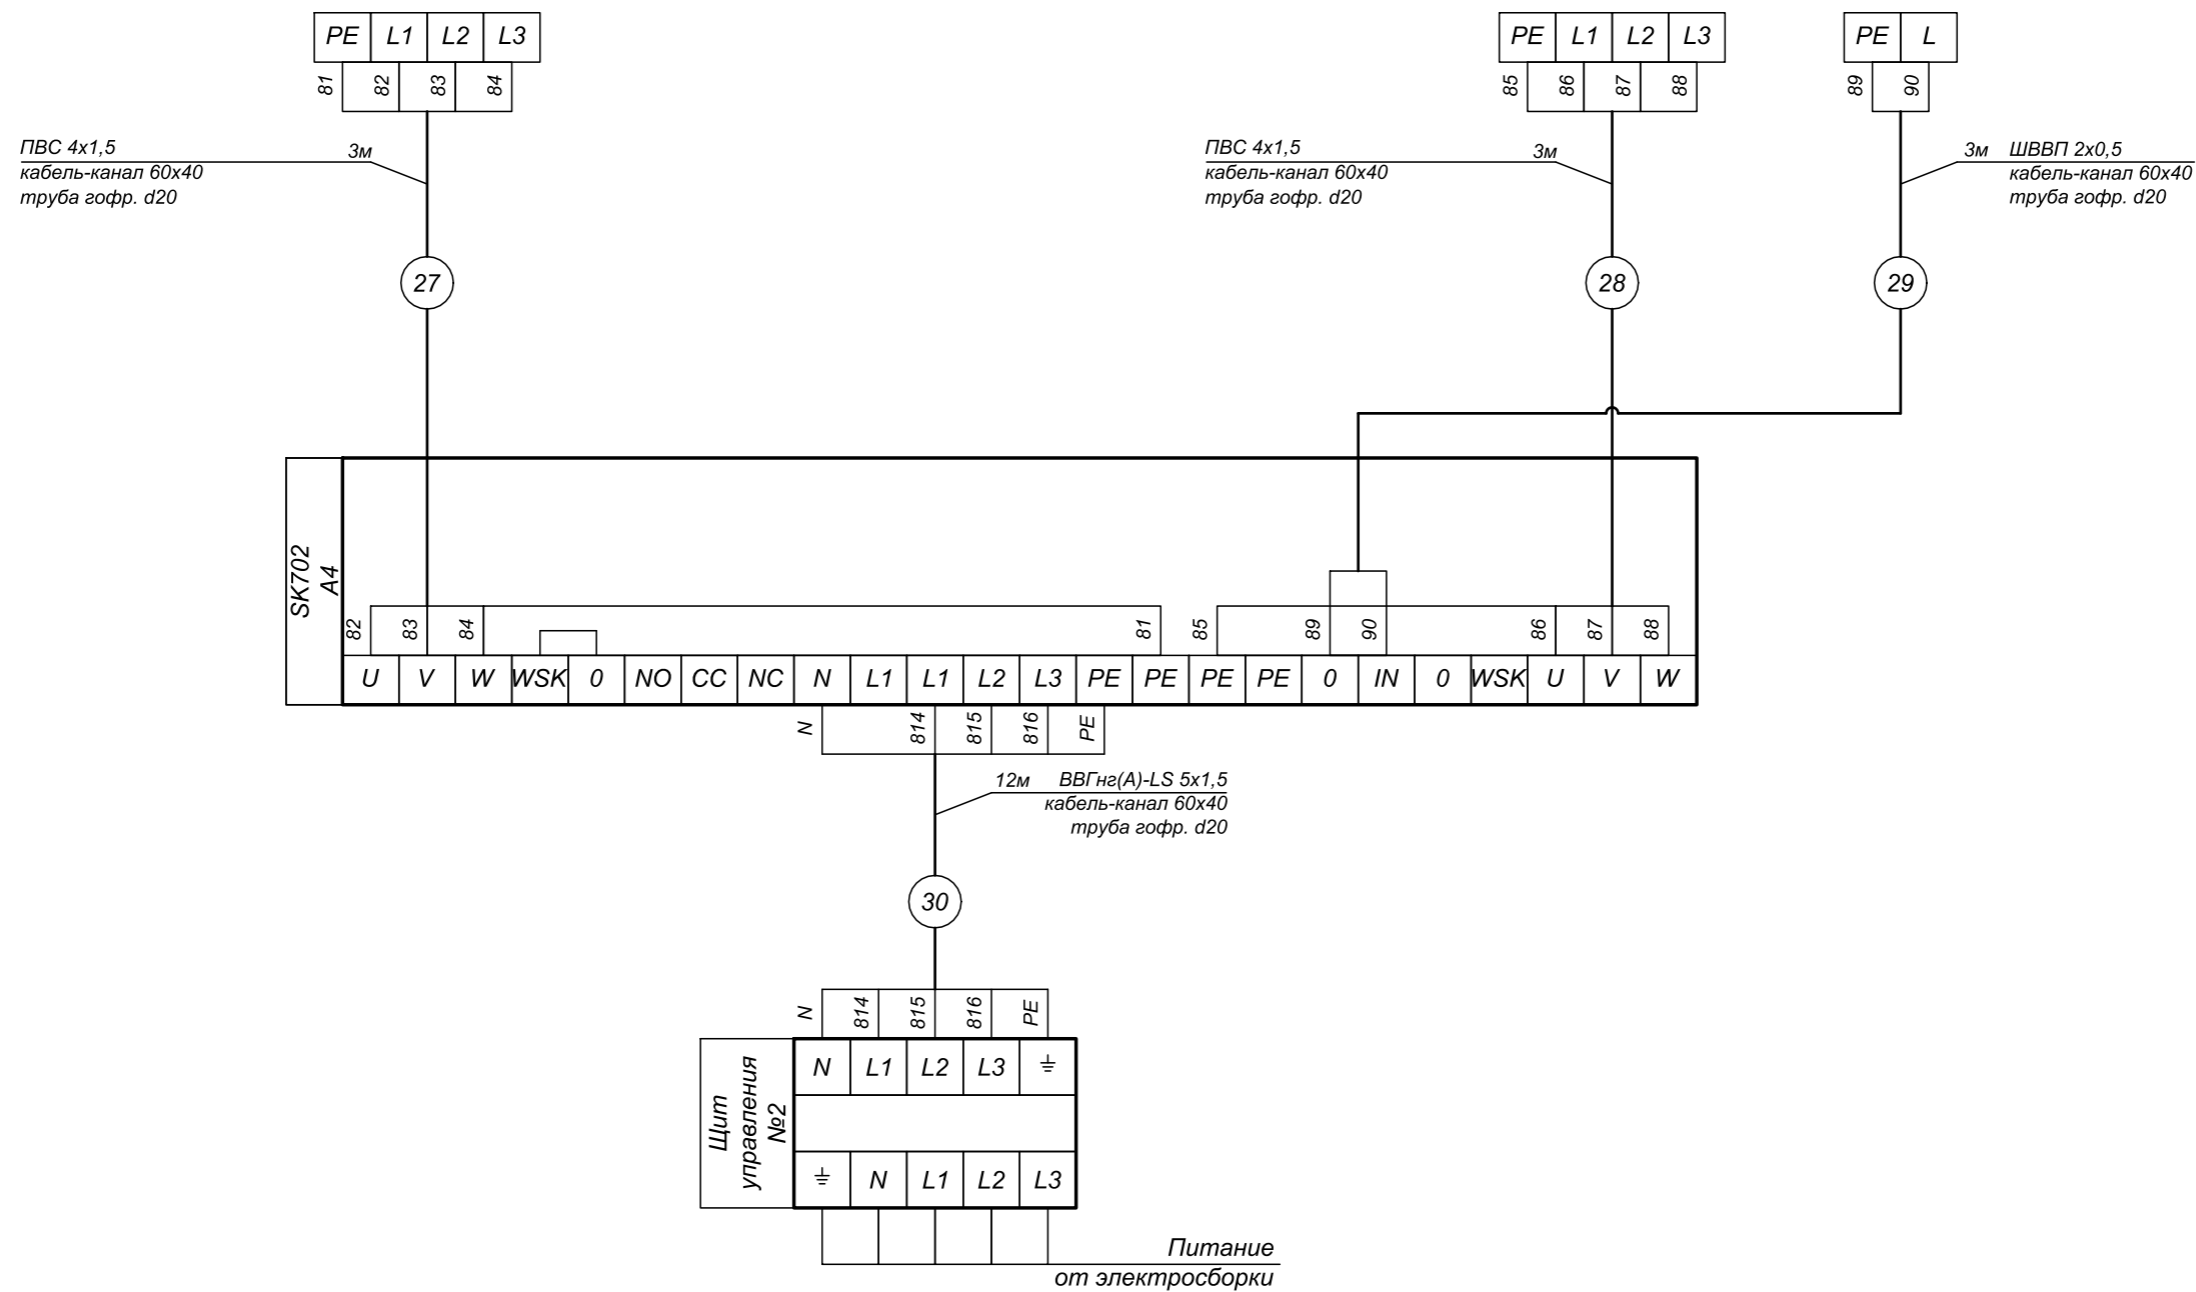 PE L1 L2 L3
81 82 83 84
PE L1 L2 L3
85 86 87 88
PE L
89 90
ПВС 4х1,5 3м
кабель-канал 60х40
труба гофр. d20
ПВС 4х1,5 3м
кабель-канал 60х40
труба гофр. d20
3м ШВВП 2х0,5
кабель-канал 60х40
труба гофр. d20
27
28
29
SK702
A4
82 83 84 81 85 89 90 86 87 88
U V W WSK 0 NO CC NC N L1 L1 L2 L3 PE PE PE PE 0 IN 0 WSK U V W
N 814 815 816 PE
12м ВВГнг(А)-LS 5х1,5
кабель-канал 60х40
труба гофр. d20
30
N 814 815 816 PE
Щит
управления
№2
N L1 L2 L3 ⏚
⏚ N L1 L2 L3
Питание
от электросборки